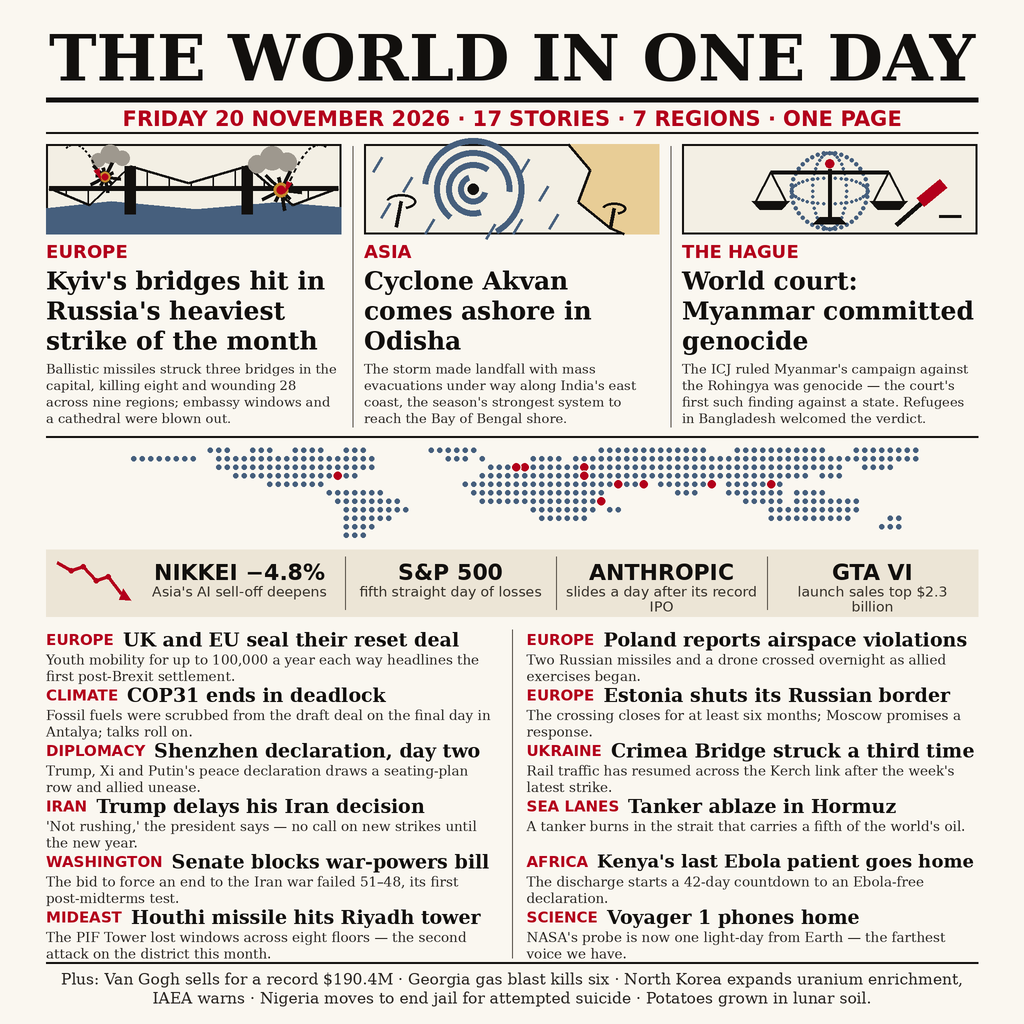 THE WORLD IN ONE DAY
FRIDAY 20 NOVEMBER 2026 · 17 STORIES · 7 REGIONS · ONE PAGE
EUROPE
Kyiv's bridges hit in
Russia's heaviest
strike of the month
Ballistic missiles struck three bridges in the
capital, killing eight and wounding 28
across nine regions; embassy windows and
a cathedral were blown out.
ASIA
Cyclone Akvan
comes ashore in
Odisha
The storm made landfall with mass
evacuations under way along India's east
coast, the season's strongest system to
reach the Bay of Bengal shore.
THE HAGUE
World court:
Myanmar committed
genocide
The ICJ ruled Myanmar's campaign against
the Rohingya was genocide — the court's
first such finding against a state. Refugees
in Bangladesh welcomed the verdict.
NIKKEI −4.8%
Asia's AI sell-off deepens
S&P 500
fifth straight day of losses
ANTHROPIC
slides a day after its record
IPO
GTA VI
launch sales top $2.3
billion
EUROPE UK and EU seal their reset deal
Youth mobility for up to 100,000 a year each way headlines the
first post-Brexit settlement.
CLIMATE COP31 ends in deadlock
Fossil fuels were scrubbed from the draft deal on the final day in
Antalya; talks roll on.
DIPLOMACY Shenzhen declaration, day two
Trump, Xi and Putin's peace declaration draws a seating-plan
row and allied unease.
IRAN Trump delays his Iran decision
'Not rushing,' the president says — no call on new strikes until
the new year.
WASHINGTON Senate blocks war-powers bill
The bid to force an end to the Iran war failed 51–48, its first
post-midterms test.
MIDEAST Houthi missile hits Riyadh tower
The PIF Tower lost windows across eight floors — the second
attack on the district this month.
EUROPE Poland reports airspace violations
Two Russian missiles and a drone crossed overnight as allied
exercises began.
EUROPE Estonia shuts its Russian border
The crossing closes for at least six months; Moscow promises a
response.
UKRAINE Crimea Bridge struck a third time
Rail traffic has resumed across the Kerch link after the week's
latest strike.
SEA LANES Tanker ablaze in Hormuz
A tanker burns in the strait that carries a fifth of the world's oil.
AFRICA Kenya's last Ebola patient goes home
The discharge starts a 42-day countdown to an Ebola-free
declaration.
SCIENCE Voyager 1 phones home
NASA's probe is now one light-day from Earth — the farthest
voice we have.
Plus: Van Gogh sells for a record $190.4M · Georgia gas blast kills six · North Korea expands uranium enrichment,
IAEA warns · Nigeria moves to end jail for attempted suicide · Potatoes grown in lunar soil.